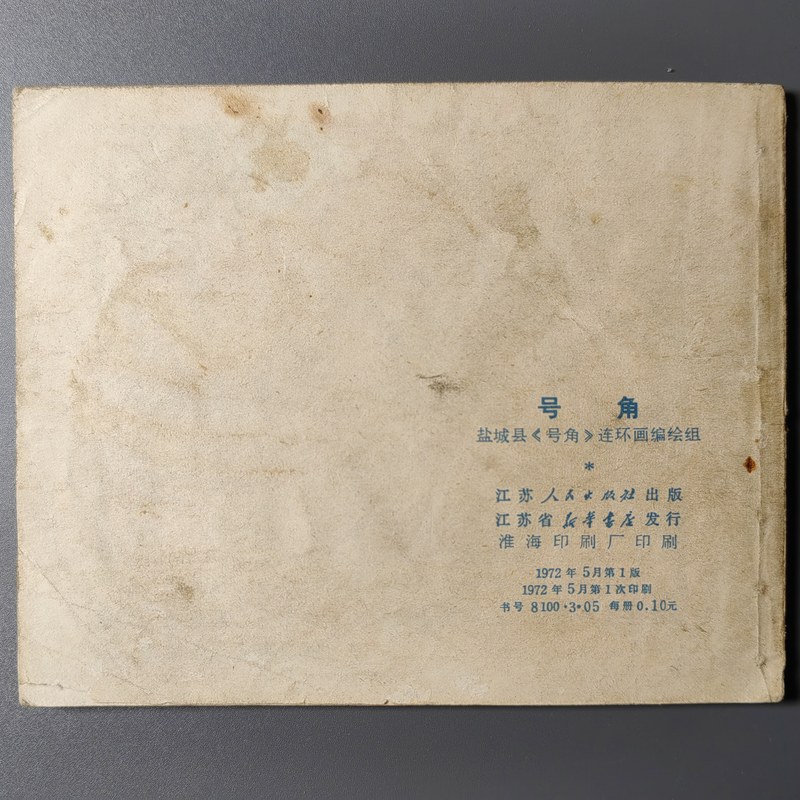 号 角
盐城县《号角》连环画编绘组
*
江苏人民出版社出版
江苏省新华书店发行
淮海印刷厂印刷
1972年5月第1版
1972年5月第1次印刷
书号 8100·3·05 每册0.10元